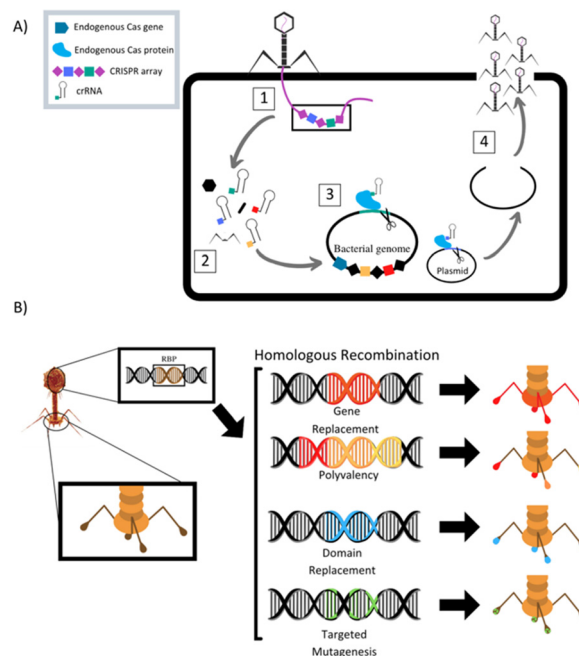 A)
Endogenous Cas gene
Endogenous Cas protein
CRISPR array
crRNA
1
2
3
4
Bacterial genome
Plasmid
B)
RBP
Homologous Recombination
Gene
Replacement
Polyvalency
Domain
Replacement
Targeted
Mutagenesis